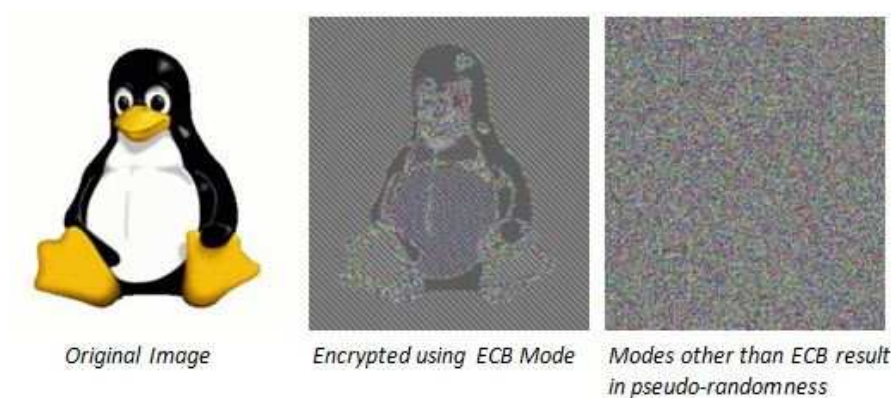 Original Image
Encrypted using ECB Mode
Modes other than ECB result
in pseudo-randomness